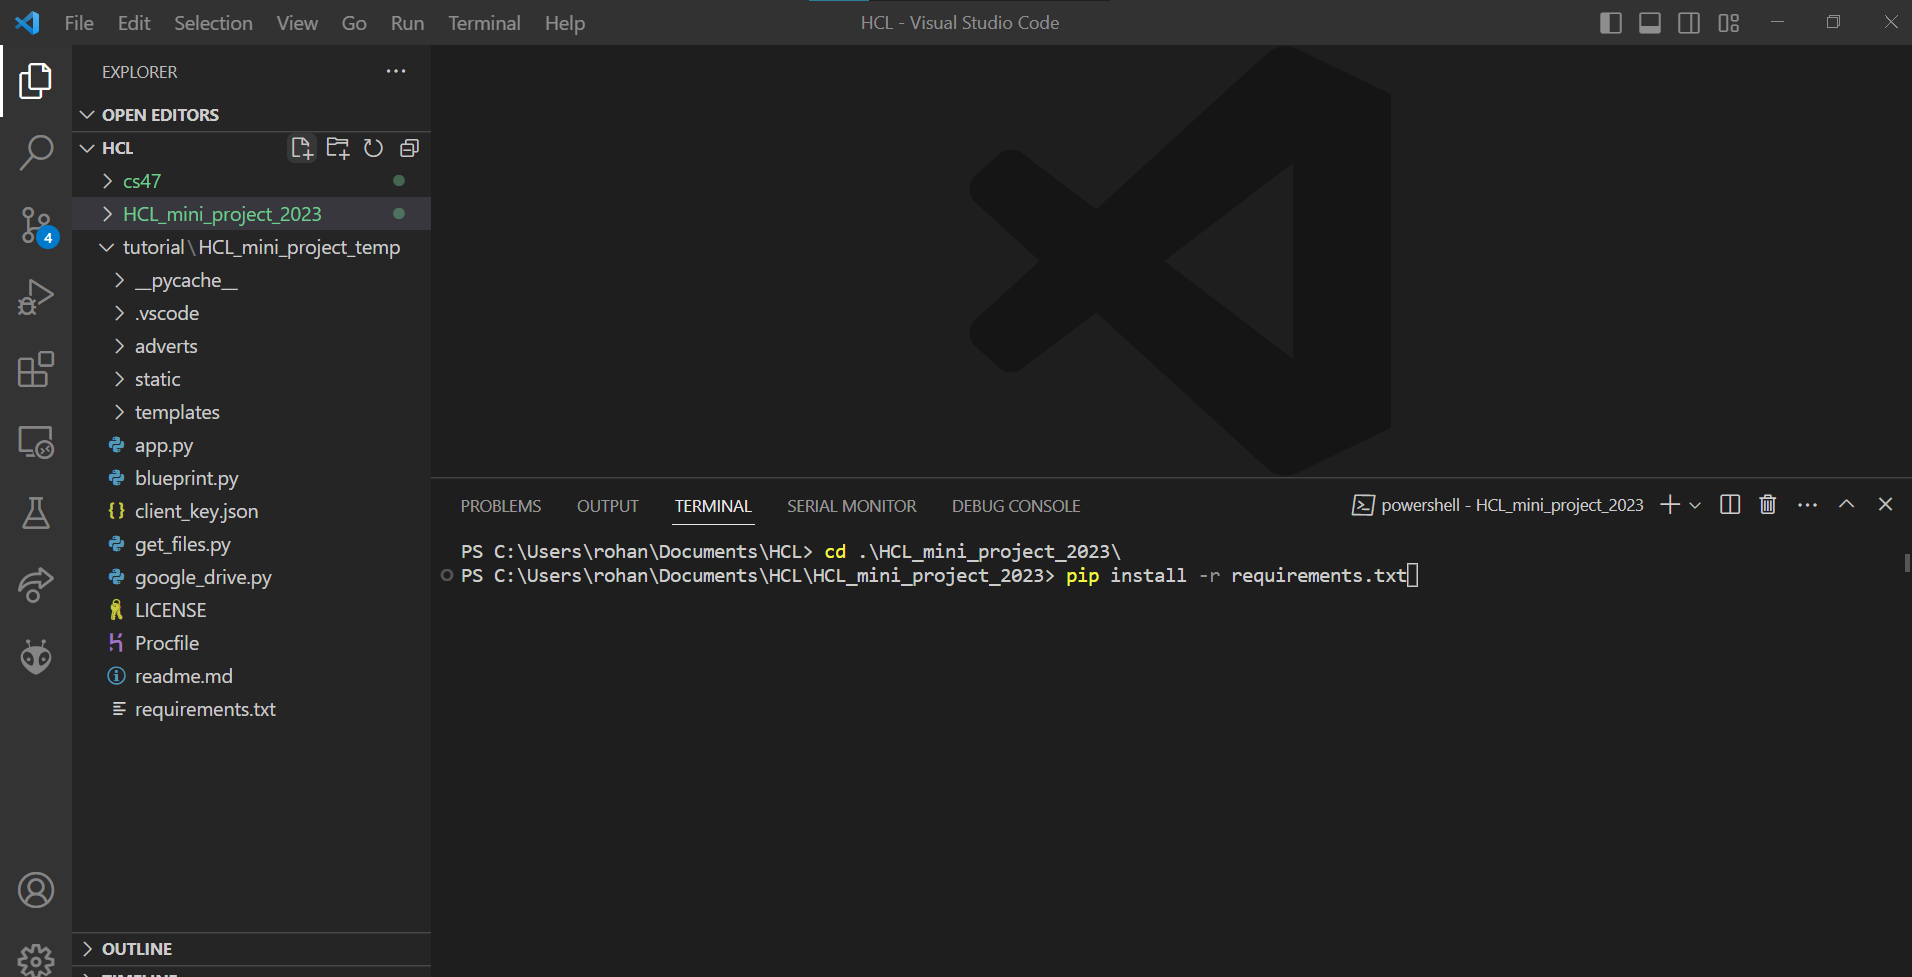 File Edit Selection View Go Run Terminal Help
HCL - Visual Studio Code
EXPLORER
OPEN EDITORS
HCL
cs47
HCL_mini_project_2023
tutorial\HCL_mini_project_temp
__pycache__
.vscode
adverts
static
templates
app.py
blueprint.py
client_key.json
get_files.py
google_drive.py
LICENSE
Procfile
readme.md
requirements.txt
OUTLINE
TIMELINE
4
PROBLEMS OUTPUT TERMINAL SERIAL MONITOR DEBUG CONSOLE
powershell - HCL_mini_project_2023
PS C:\Users\rohan\Documents\HCL> cd .\HCL_mini_project_2023\
PS C:\Users\rohan\Documents\HCL\HCL_mini_project_2023> pip install -r requirements.txt